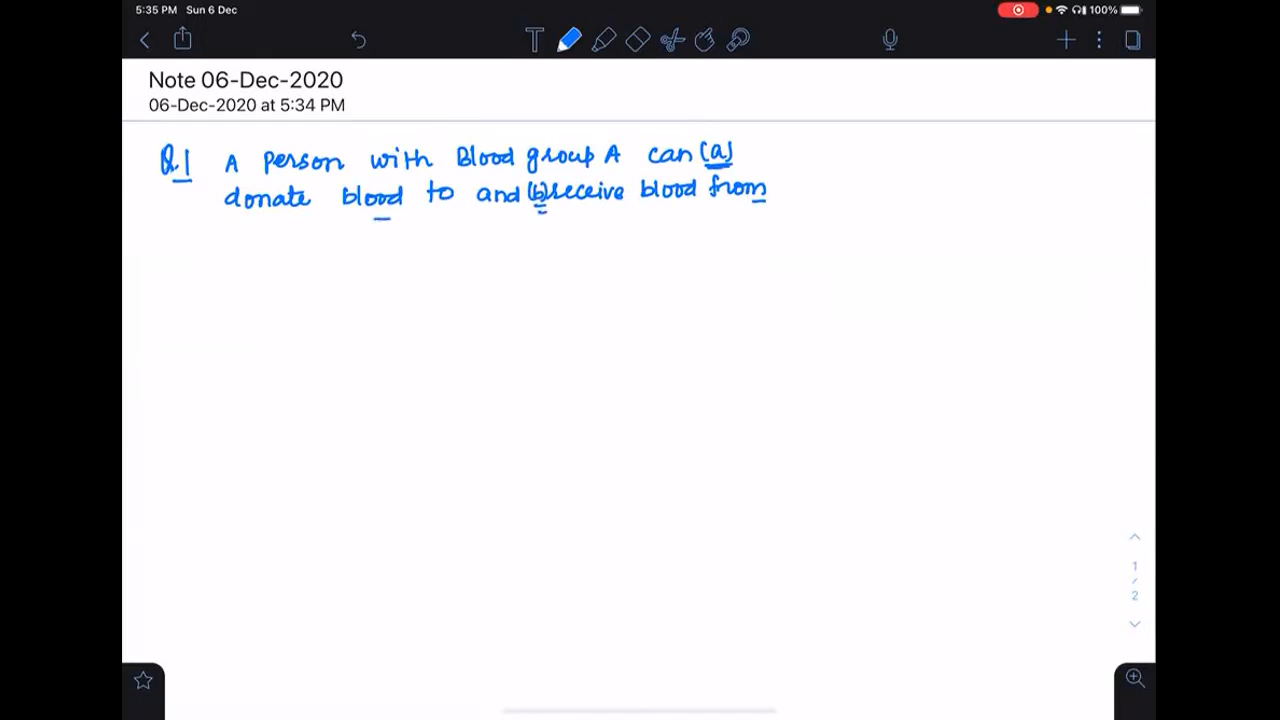 5:35 PM Sun 6 Dec
100%
T
Note 06-Dec-2020
06-Dec-2020 at 5:34 PM
Q.1 A person with Blood group A can (a)
donate blood to and (b) receive blood from
1
/
2